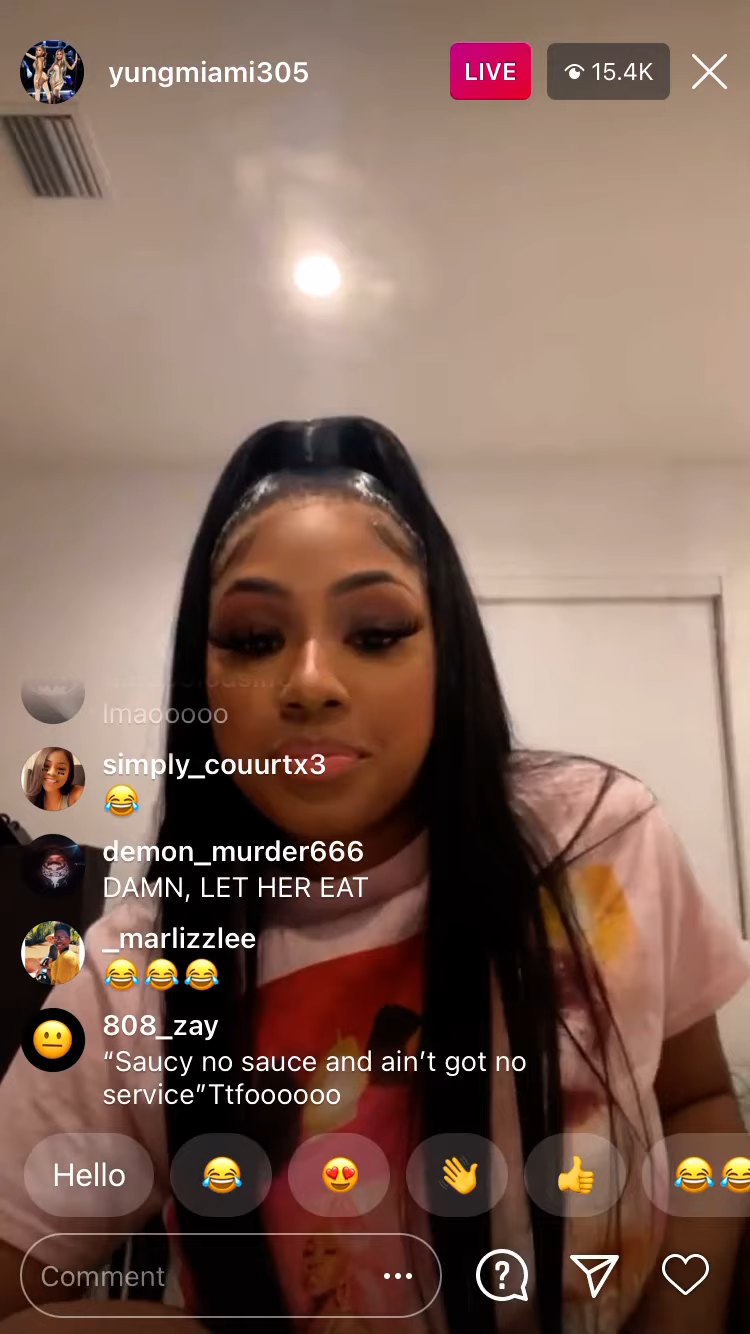 yungmiami305
LIVE
15.4K
lmaooooo
simply_couurtx3
😂
demon_murder666
DAMN, LET HER EAT
_marlizzlee
😂😂😂
808_zay
“Saucy no sauce and ain’t got no
service”Ttfoooooo
Hello
Comment